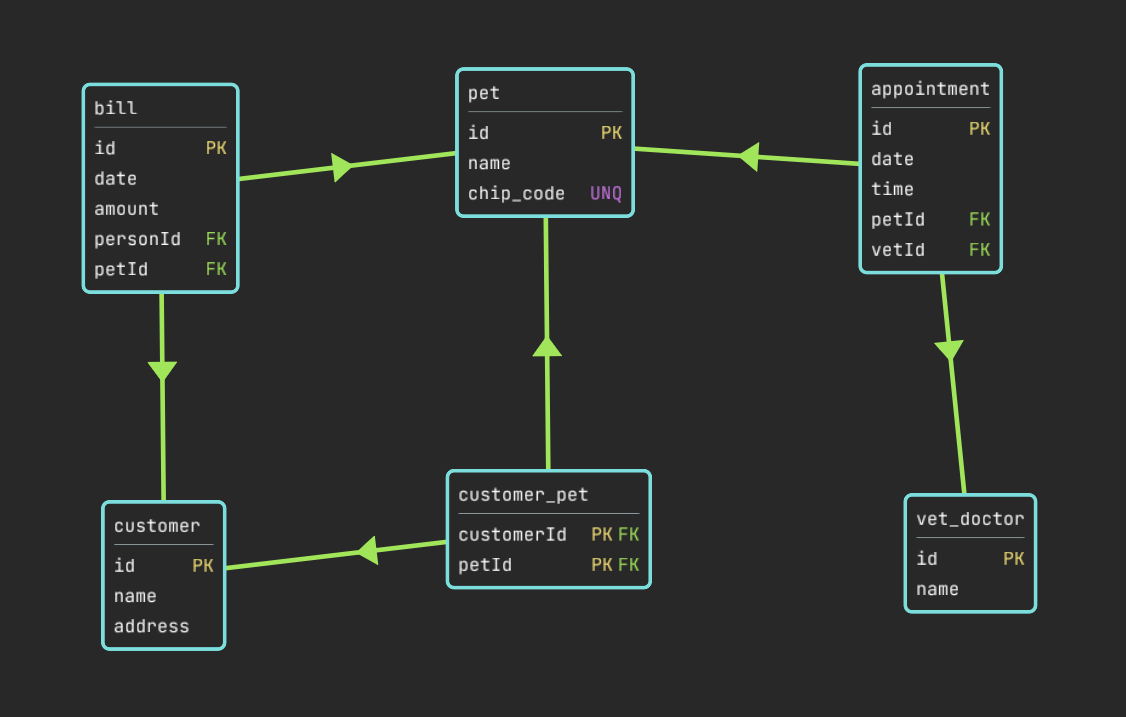 bill
id PK
date
amount
personId FK
petId FK
pet
id PK
name
chip_code UNQ
appointment
id PK
date
time
petId FK
vetId FK
customer
id PK
name
address
customer_pet
customerId PK FK
petId PK FK
vet_doctor
id PK
name